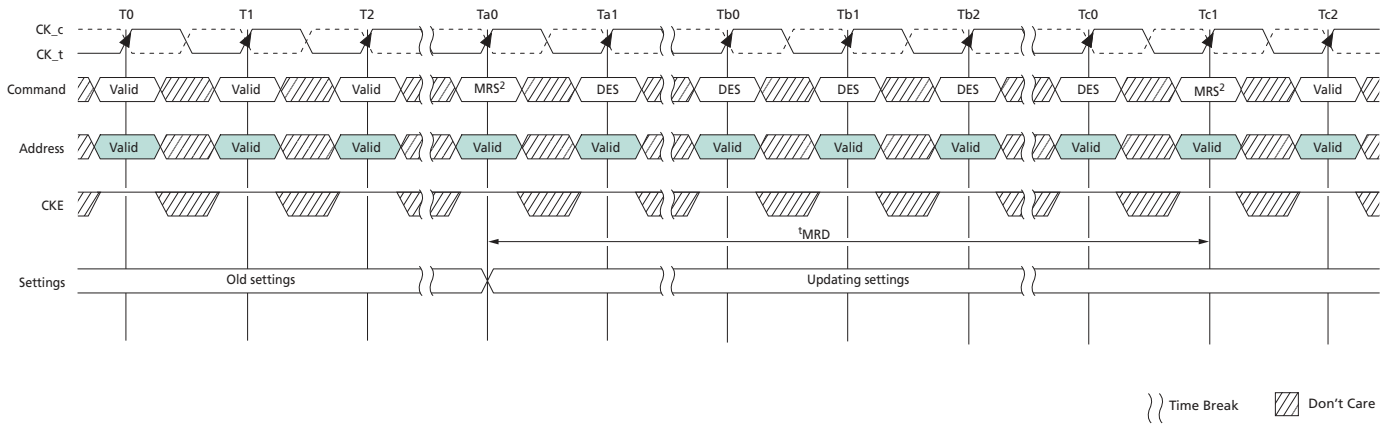 T0 T1 T2 Ta0 Ta1 Tb0 Tb1 Tb2 Tc0 Tc1 Tc2
CK_c
CK_t
Command Valid Valid Valid MRS2 DES DES DES DES DES MRS2 Valid
Address Valid Valid Valid Valid Valid Valid Valid Valid Valid Valid Valid
CKE
tMRD
Settings Old settings Updating settings
Time Break Don't Care